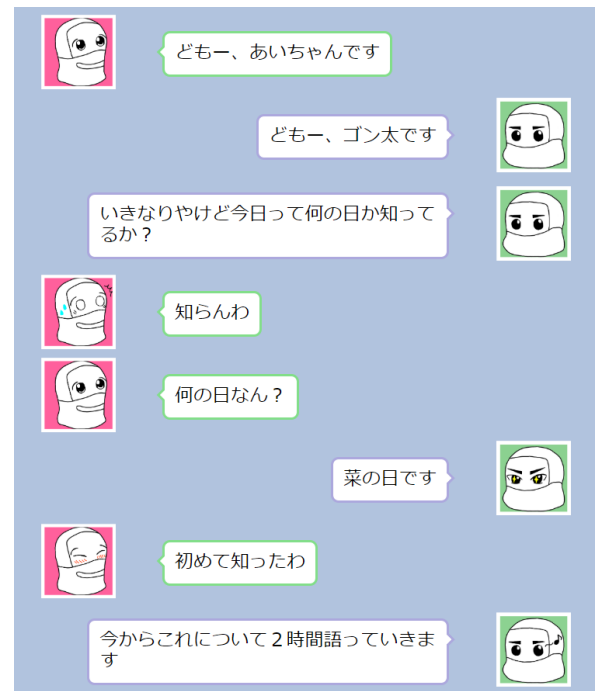 どもー、あいちゃんです
どもー、ゴン太です
いきなりやけど今日って何の日か知って
るか？
知らんわ
何の日なん？
菜の日です
初めて知ったわ
今からこれについて２時間語っていきま
す